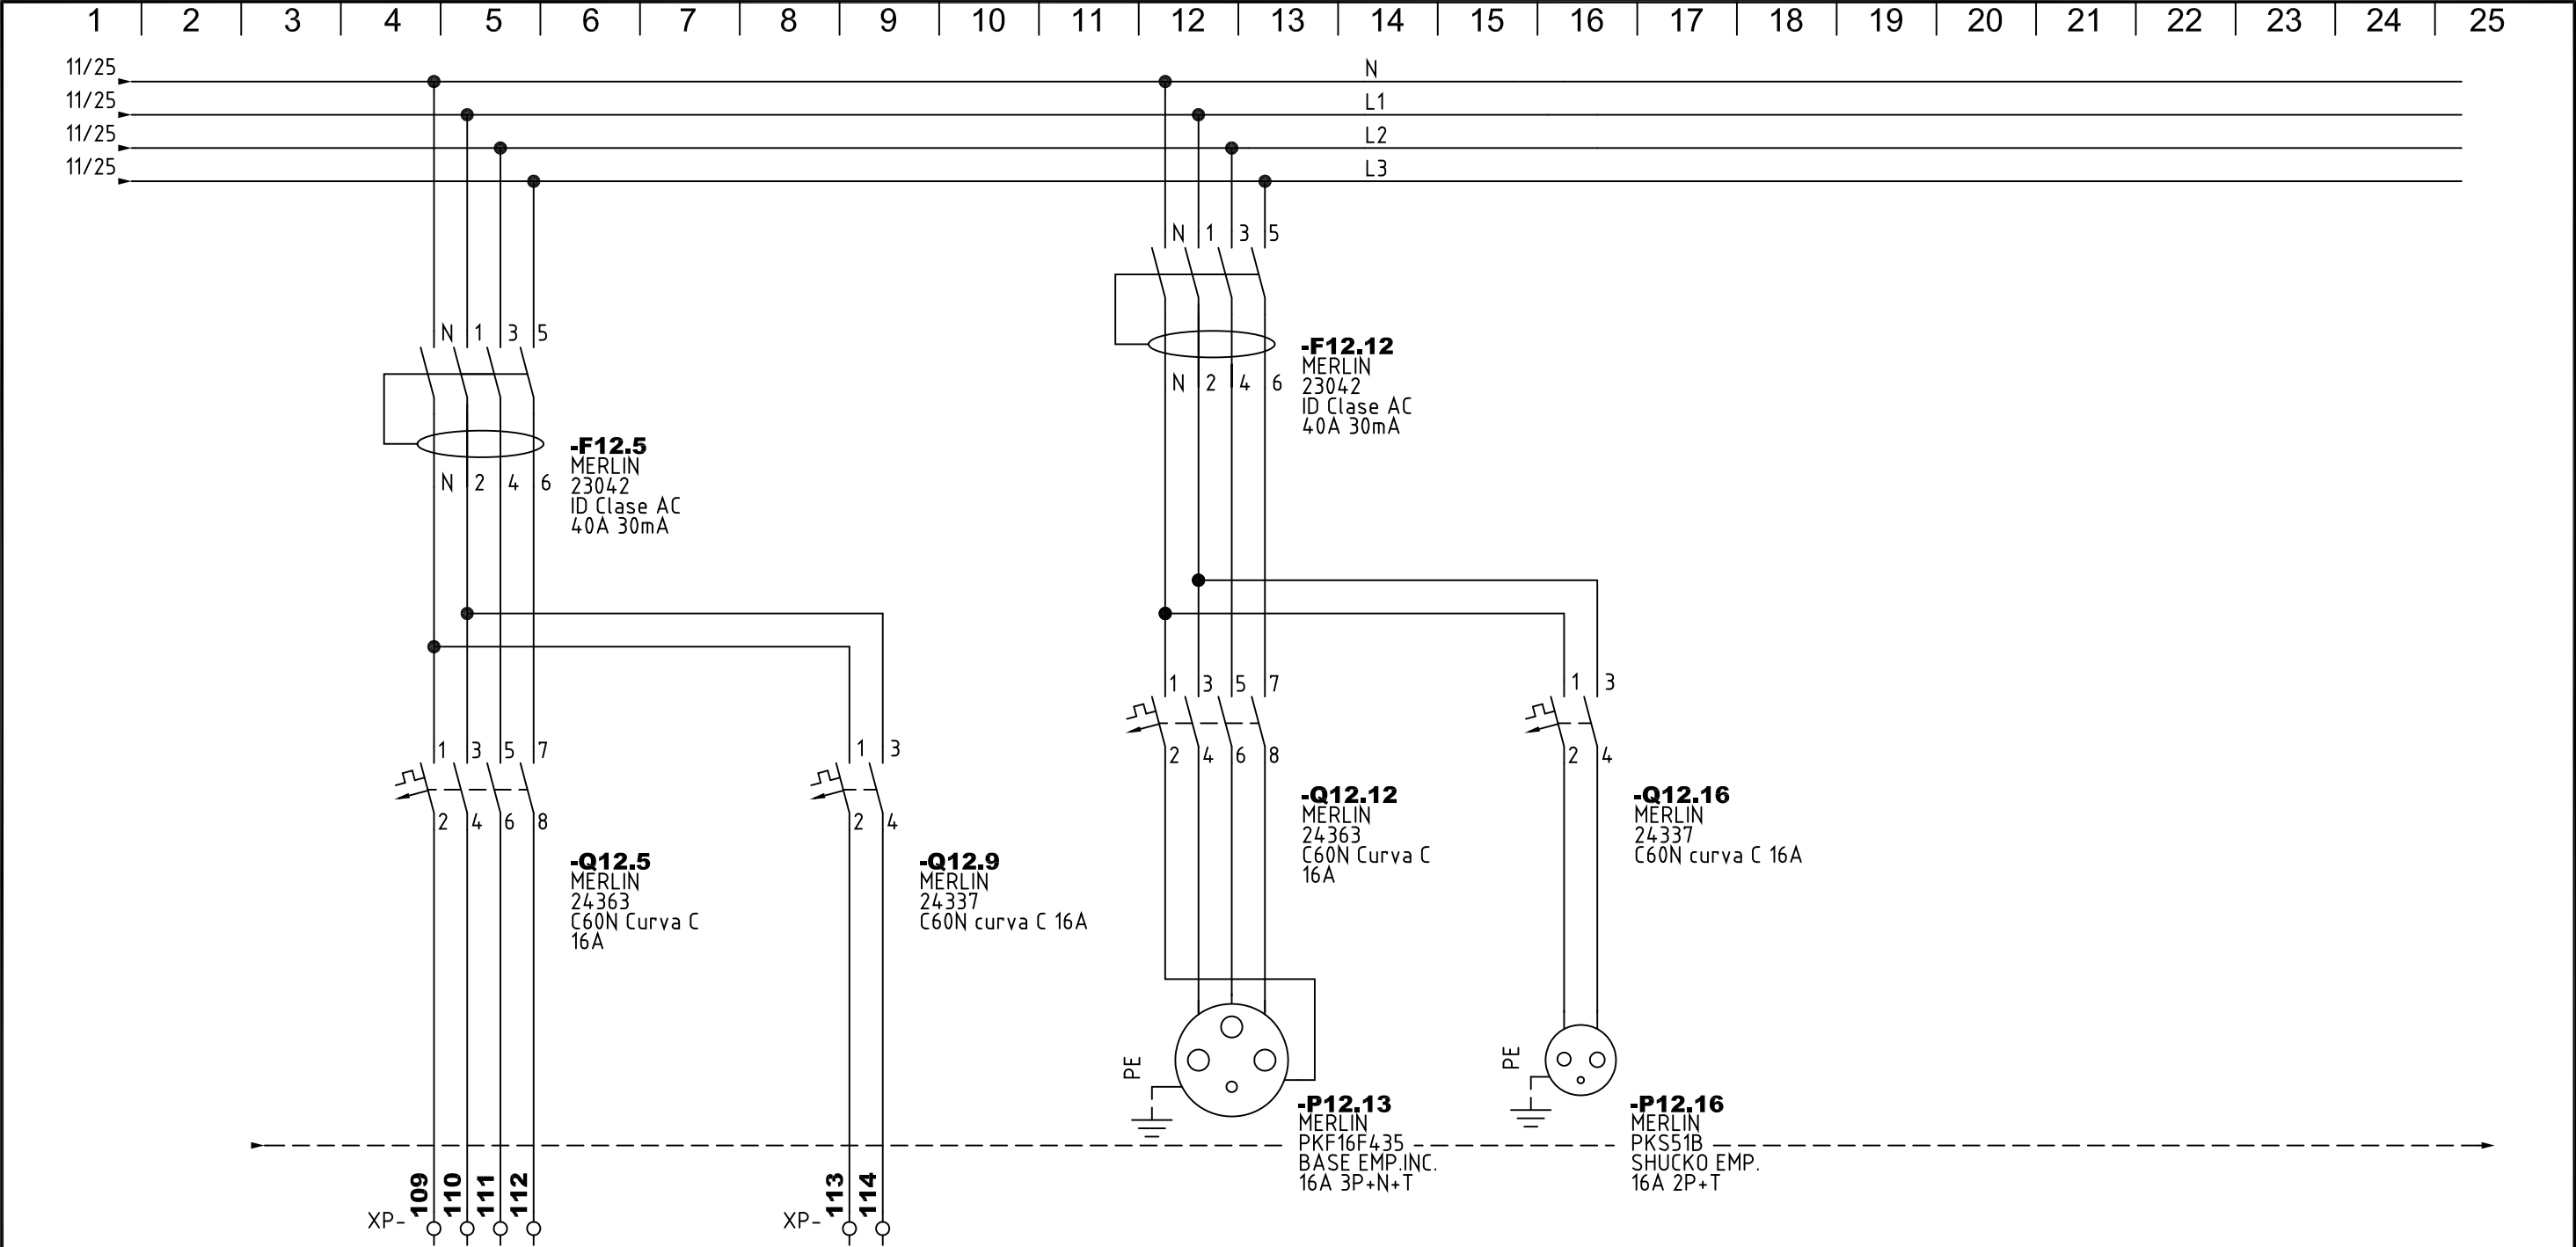 1 2 3 4 5 6 7 8 9 10 11 12 13 14 15 16 17 18 19 20 21 22 23 24 25
11/25 N
11/25 L1
11/25 L2
11/25 L3
N 1 3 5
N 2 4 6
-F12.5
MERLIN
23042
ID Clase AC
40A 30mA
1 3 5 7
2 4 6 8
-Q12.5
MERLIN
24363
C60N Curva C
16A
1 3
2 4
-Q12.9
MERLIN
24337
C60N curva C 16A
N 1 3 5
N 2 4 6
-F12.12
MERLIN
23042
ID Clase AC
40A 30mA
1 3 5 7
2 4 6 8
-Q12.12
MERLIN
24363
C60N Curva C
16A
1 3
2 4
-Q12.16
MERLIN
24337
C60N curva C 16A
PE
-P12.13
MERLIN
PKF16F435
BASE EMP.INC.
16A 3P+N+T
PE
-P12.16
MERLIN
PKS51B
SHUCKO EMP.
16A 2P+T
XP- 109 110 111 112
XP- 113 114